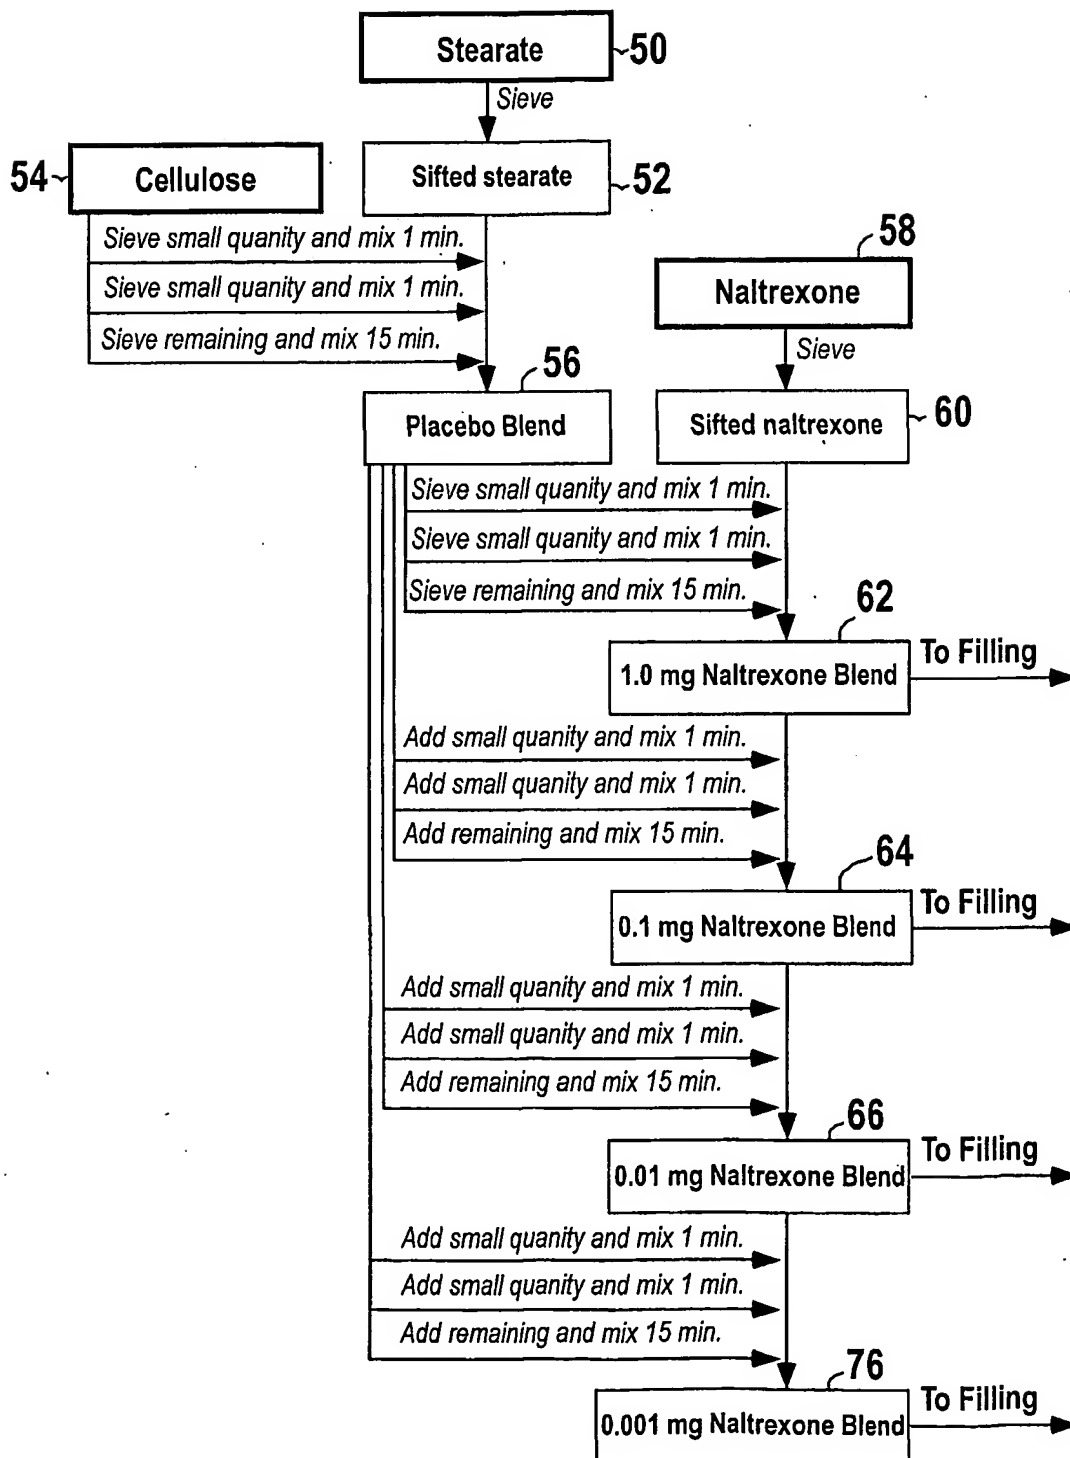 Stearate
50
Sieve
54
Cellulose
Sifted stearate
52
Sieve small quanity and mix 1 min.
Sieve small quanity and mix 1 min.
Sieve remaining and mix 15 min.
58
Naltrexone
Sieve
56
Placebo Blend
Sifted naltrexone
60
Sieve small quanity and mix 1 min.
Sieve small quanity and mix 1 min.
Sieve remaining and mix 15 min.
62
1.0 mg Naltrexone Blend
To Filling
Add small quanity and mix 1 min.
Add small quanity and mix 1 min.
Add remaining and mix 15 min.
64
0.1 mg Naltrexone Blend
To Filling
Add small quanity and mix 1 min.
Add small quanity and mix 1 min.
Add remaining and mix 15 min.
66
0.01 mg Naltrexone Blend
To Filling
Add small quanity and mix 1 min.
Add small quanity and mix 1 min.
Add remaining and mix 15 min.
76
0.001 mg Naltrexone Blend
To Filling